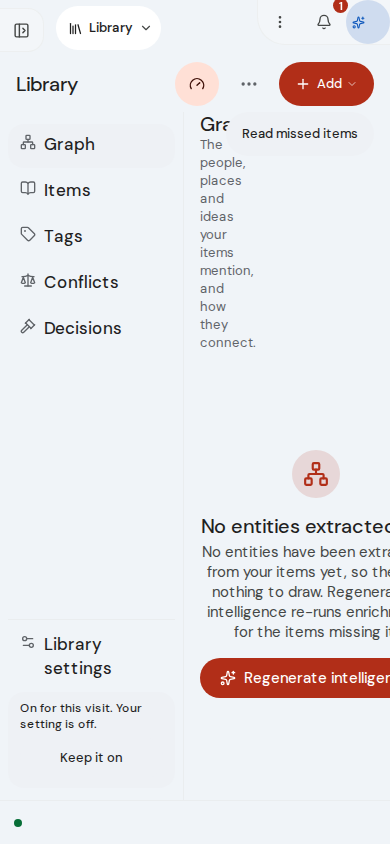 Library
1
Library
Add
Graph
Items
Tags
Conflicts
Decisions
Library
settings
On for this visit. Your
setting is off.
Keep it on
Gra
Read missed items
The
people,
places
and
ideas
your
items
mention,
and
how
they
connect.
No entities extracted
No entities have been extra
from your items yet, so the
nothing to draw. Regenera
intelligence re-runs enrichn
for the items missing it
Regenerate intelligen